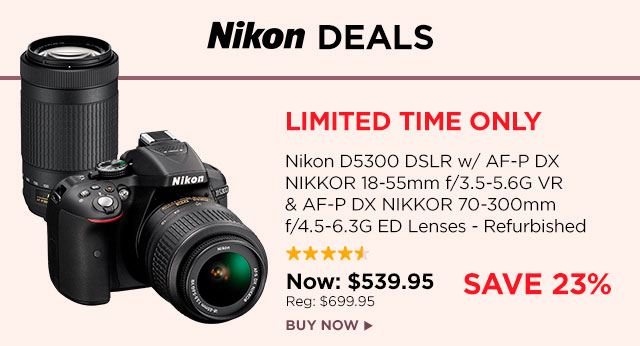 Nikon DEALS
LIMITED TIME ONLY
Nikon D5300 DSLR w/ AF-P DX
NIKKOR 18-55mm f/3.5-5.6G VR
& AF-P DX NIKKOR 70-300mm
f/4.5-6.3G ED Lenses - Refurbished
Now: $539.95
SAVE 23%
Reg: $699.95
BUY NOW ▶
Nikon
D5300